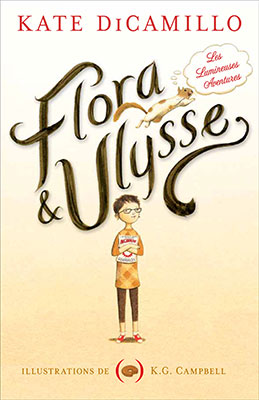 KATE DiCAMILLO
Les
Lumineuses
Aventures
Flora
& Ulysse
ILLUSTRATIONS DE K.G. CAMPBELL